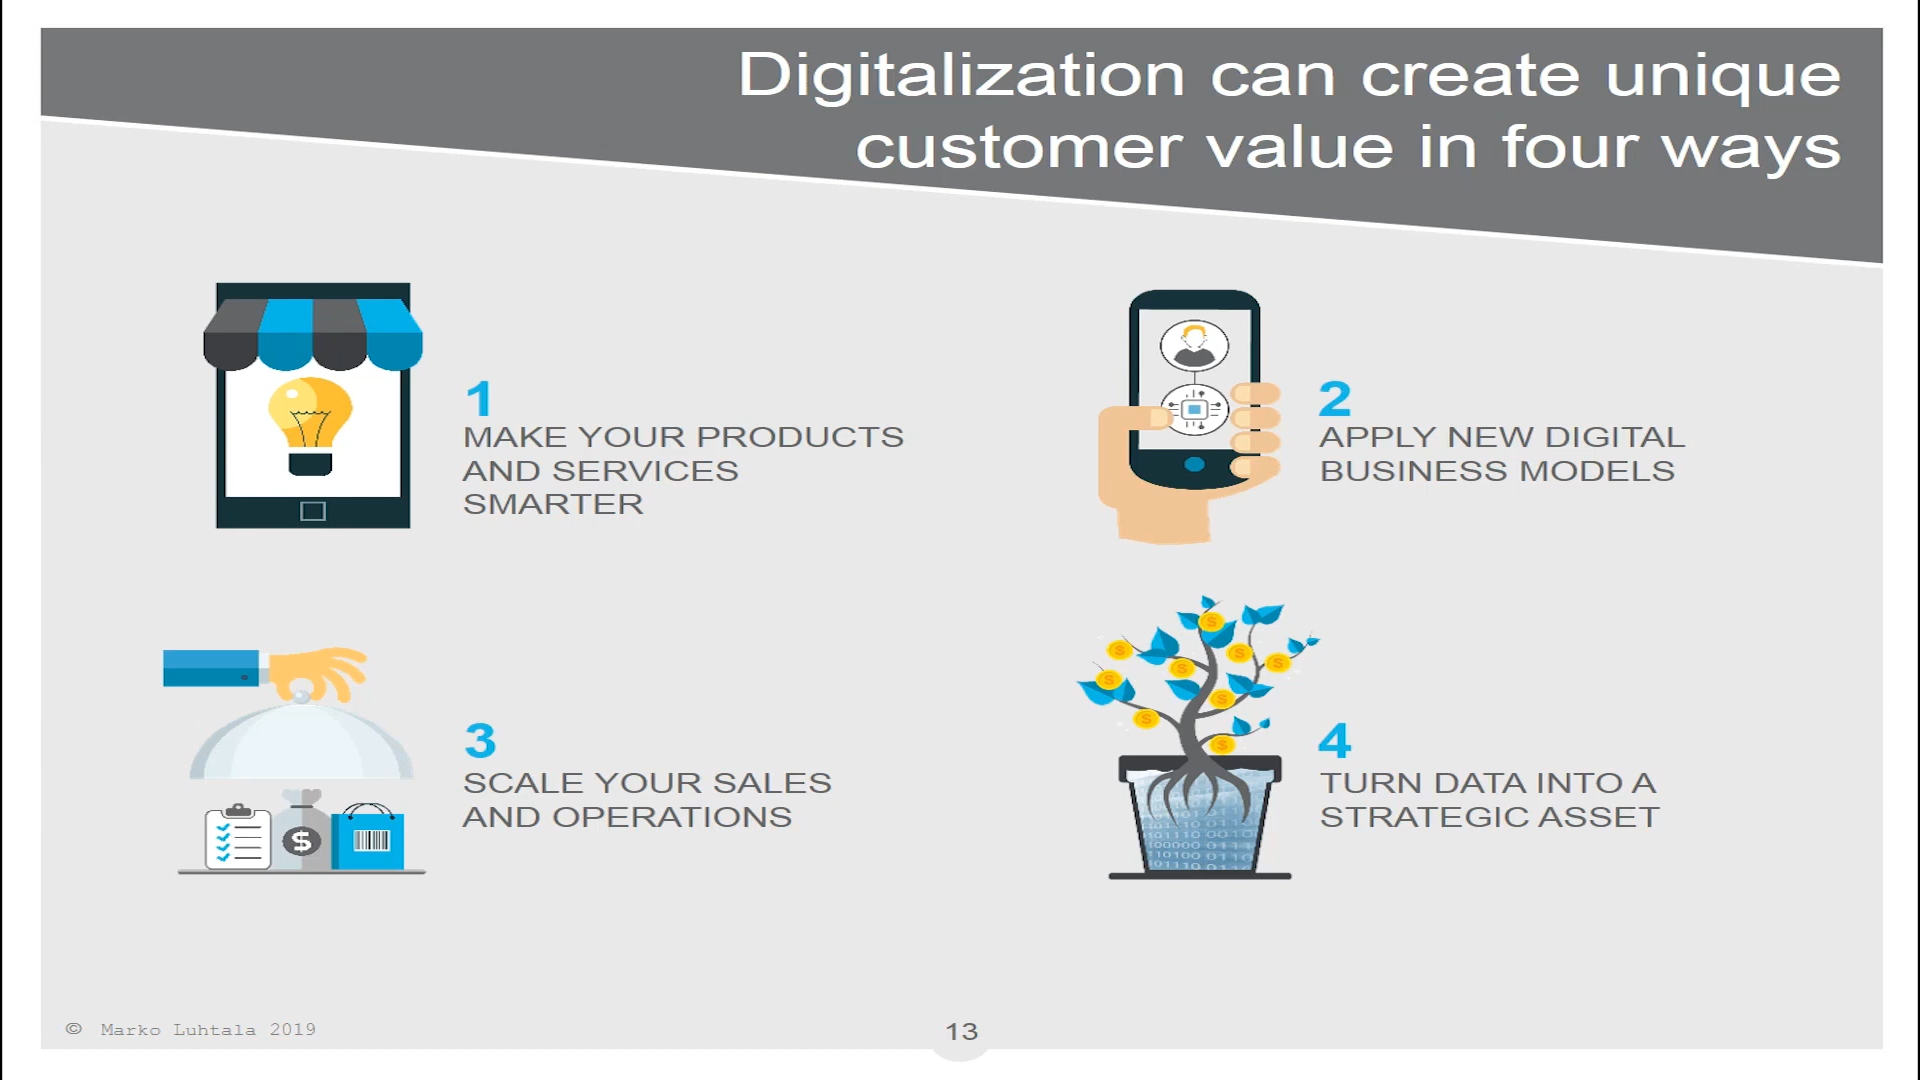 Digitalization can create unique
customer value in four ways
1
MAKE YOUR PRODUCTS
AND SERVICES
SMARTER
2
APPLY NEW DIGITAL
BUSINESS MODELS
3
SCALE YOUR SALES
AND OPERATIONS
$
4
TURN DATA INTO A
STRATEGIC ASSET
© Marko Luhtala 2019
13